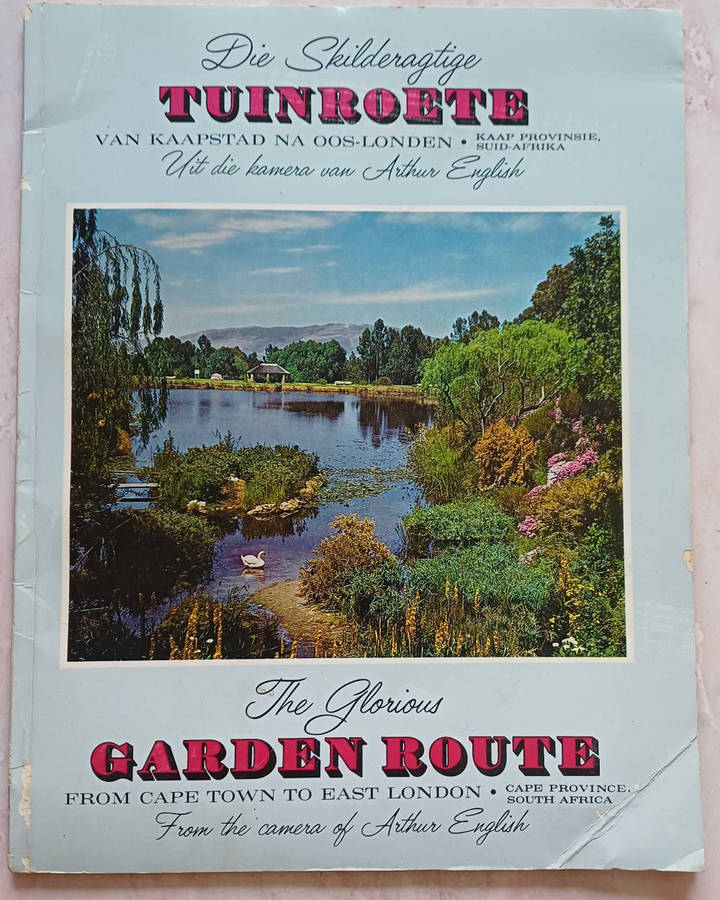 Die Skilderagtige
TUINROETE
VAN KAAPSTAD NA OOS-LONDEN • KAAP PROVINSIE,
SUID-AFRIKA
Uit die kamera van Arthur English
The Glorious
GARDEN ROUTE
FROM CAPE TOWN TO EAST LONDON • CAPE PROVINCE,
SOUTH AFRICA
From the camera of Arthur English